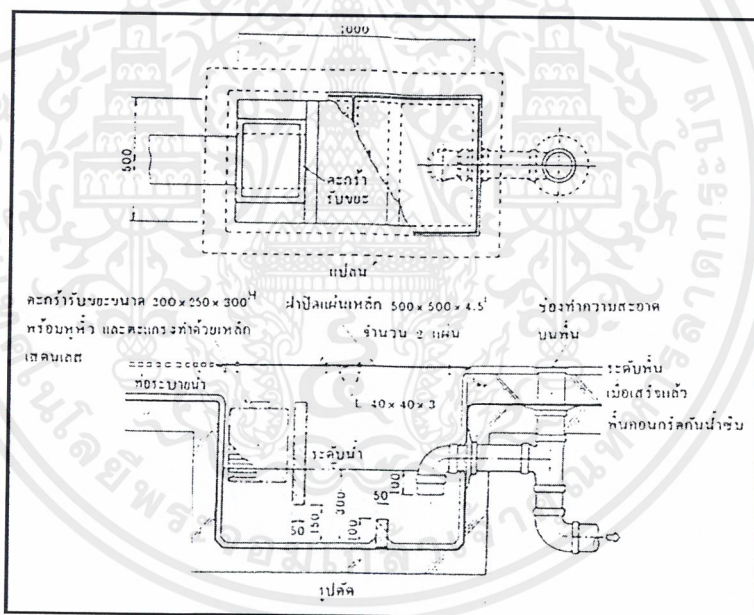 1000
500
ตะกร้า
รับขยะ
แปลน
ตะกร้ารับขยะขนาด 200 × 250 × 300ᴴ
พร้อมหูหิ้ว และตะแกรงทำด้วยเหล็ก
สเตนเลส
ฝาปิดแผ่นเหล็ก 500 × 500 × 4.5ᵗ
จำนวน 2 แผ่น
ช่องทำความสะอาด
บนพื้น
ท่อระบายน้ำ
L 40 × 40 × 3
ระดับพื้น
เมื่อเสร็จแล้ว
พื้นคอนกรีตกันน้ำซึม
ระดับน้ำ
100
50
300
150
50
100
รูปตัด